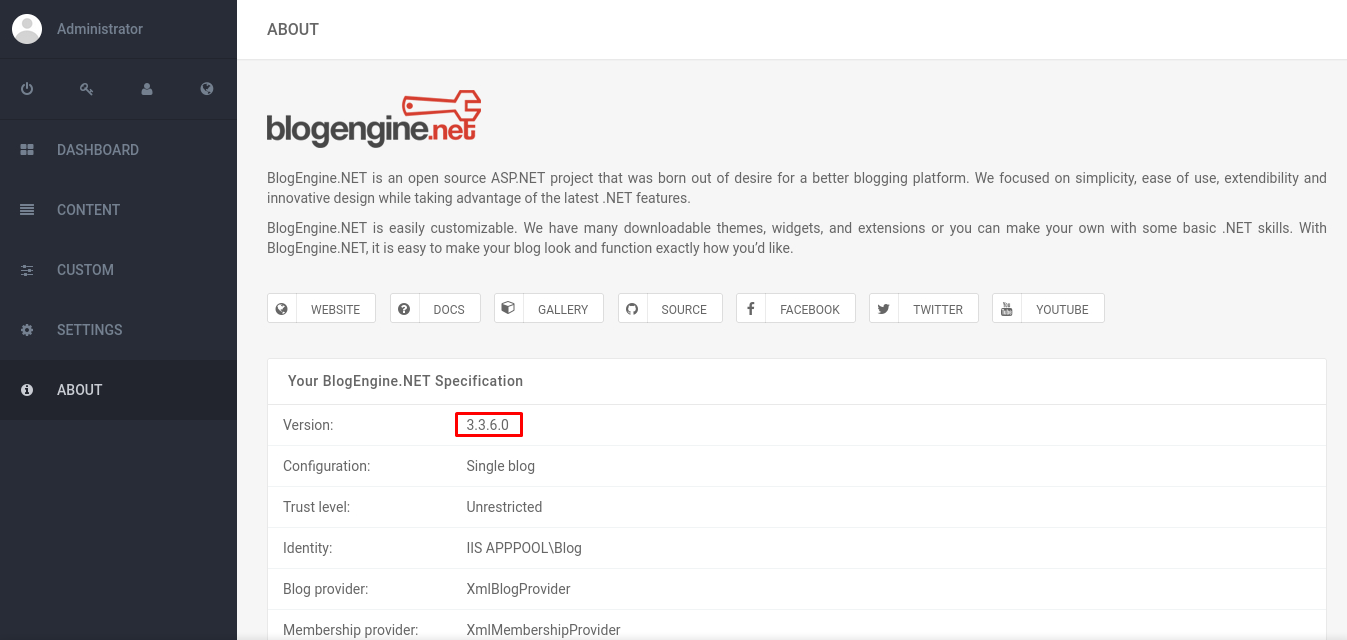 Administrator
ABOUT
DASHBOARD
CONTENT
CUSTOM
SETTINGS
ABOUT
blogengine.net
BlogEngine.NET is an open source ASP.NET project that was born out of desire for a better blogging platform. We focused on simplicity, ease of use, extendibility and
innovative design while taking advantage of the latest .NET features.
BlogEngine.NET is easily customizable. We have many downloadable themes, widgets, and extensions or you can make your own with some basic .NET skills. With
BlogEngine.NET, it is easy to make your blog look and function exactly how you’d like.
WEBSITE DOCS GALLERY SOURCE FACEBOOK TWITTER YOUTUBE
Your BlogEngine.NET Specification
Version: 3.3.6.0
Configuration: Single blog
Trust level: Unrestricted
Identity: IIS APPPOOL\Blog
Blog provider: XmlBlogProvider
Membership provider: XmlMembershipProvider